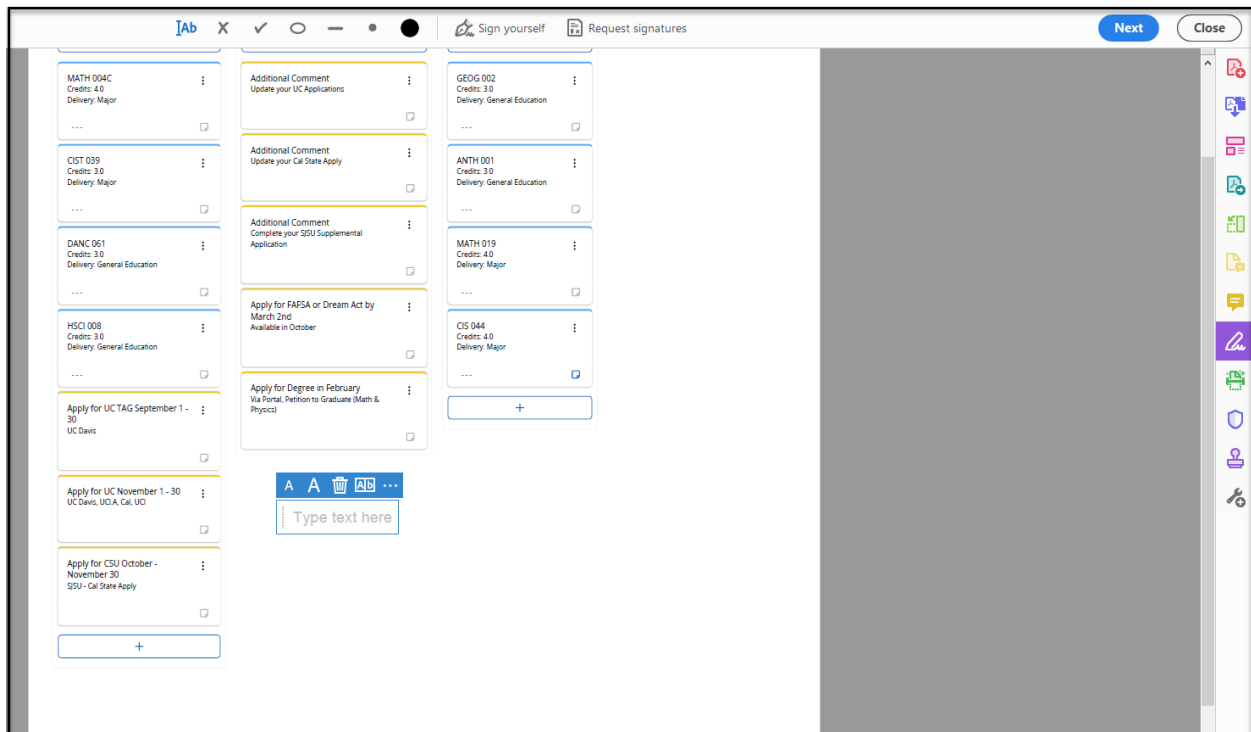 Ab
Sign yourself
Request signatures
Next
Close
MATH 004C
Credits: 4.0
Delivery: Major
---
CIST 039
Credits: 3.0
Delivery: Major
---
DANC 061
Credits: 3.0
Delivery: General Education
---
HSCI 008
Credits: 3.0
Delivery: General Education
---
Apply for UC TAG September 1 -
30
UC Davis
Apply for UC November 1 - 30
UC Davis, UCLA, Cal, UCI
Apply for CSU October -
November 30
SJSU - Cal State Apply
+
Additional Comment
Update your UC Applications
Additional Comment
Update your Cal State Apply
Additional Comment
Complete your SJSU Supplemental
Application
Apply for FAFSA or Dream Act by
March 2nd
Available in October
Apply for Degree in February
Via Portal, Petition to Graduate (Math &
Physics)
A A Ab ...
Type text here
GEOG 002
Credits: 3.0
Delivery: General Education
---
ANTH 001
Credits: 3.0
Delivery: General Education
---
MATH 019
Credits: 4.0
Delivery: Major
---
CIS 044
Credits: 4.0
Delivery: Major
---
+